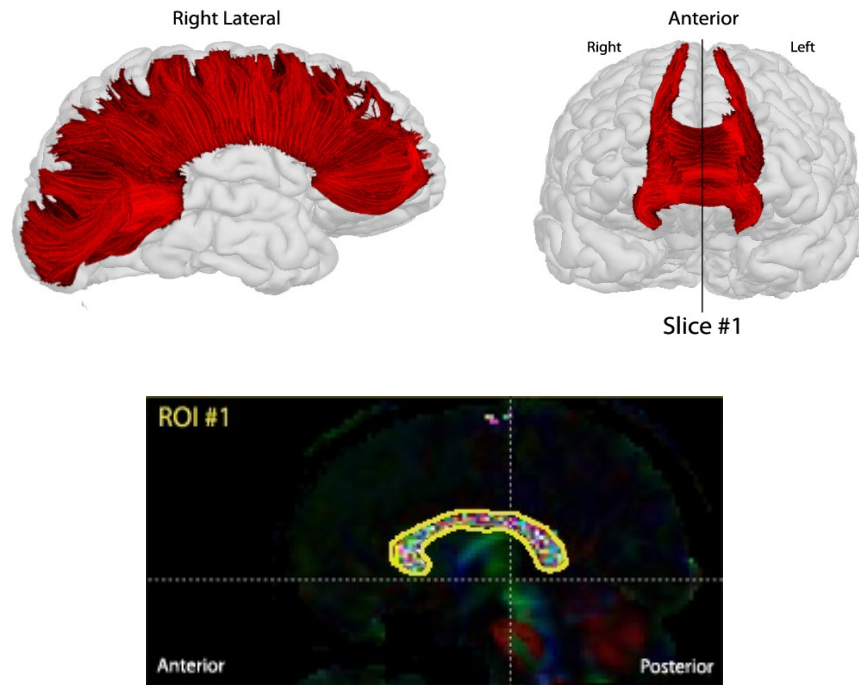 Right Lateral
Anterior
Right
Left
Slice #1
ROI #1
Anterior
Posterior